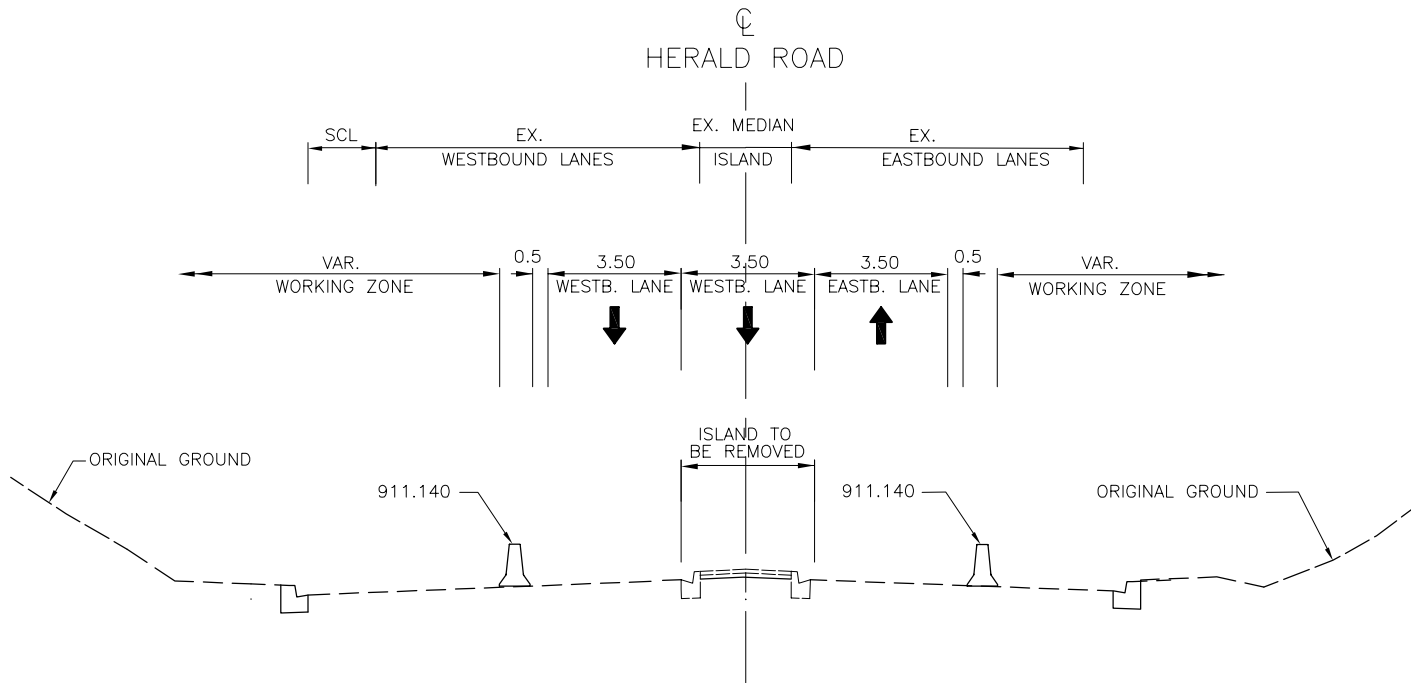 ℄
HERALD ROAD
SCL
EX.
WESTBOUND LANES
EX. MEDIAN
ISLAND
EX.
EASTBOUND LANES
VAR.
WORKING ZONE
0.5
3.50
WESTB. LANE
3.50
WESTB. LANE
3.50
EASTB. LANE
0.5
VAR.
WORKING ZONE
ISLAND TO
BE REMOVED
ORIGINAL GROUND
911.140
911.140
ORIGINAL GROUND